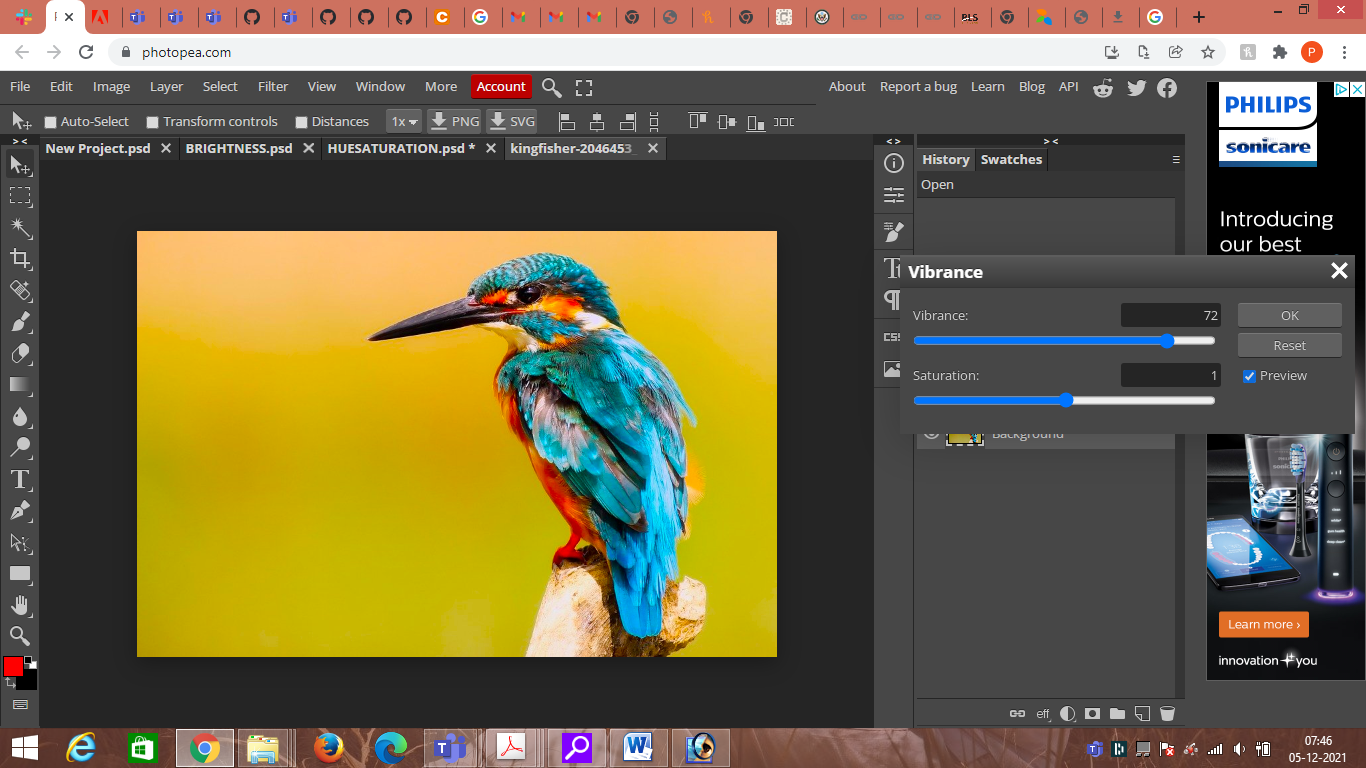 photopea.com
P
File Edit Image Layer Select Filter View Window More Account
About Report a bug Learn Blog API
Auto-Select Transform controls Distances 1x PNG SVG
New Project.psd BRIGHTNESS.psd HUESATURATION.psd * kingfisher-2046453_
History Swatches
Open
CSS
Vibrance
Vibrance: 72 OK
Reset
Saturation: 1 Preview
Background
eff
PHILIPS
sonicare
Introducing
our best
Learn more ›
innovation you
07:46
05-12-2021